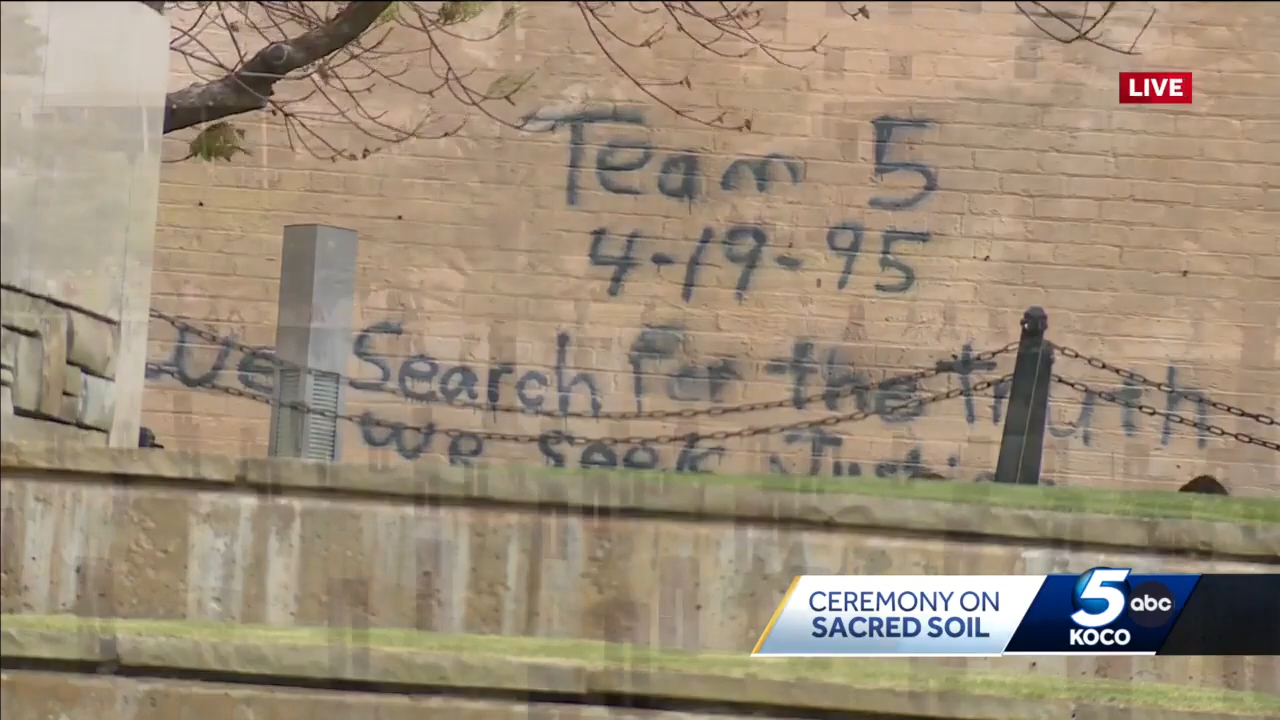 LIVE
Team 5
4-19-95
We Search For the Truth
We Seek
CEREMONY ON
SACRED SOIL
5 abc
KOCO